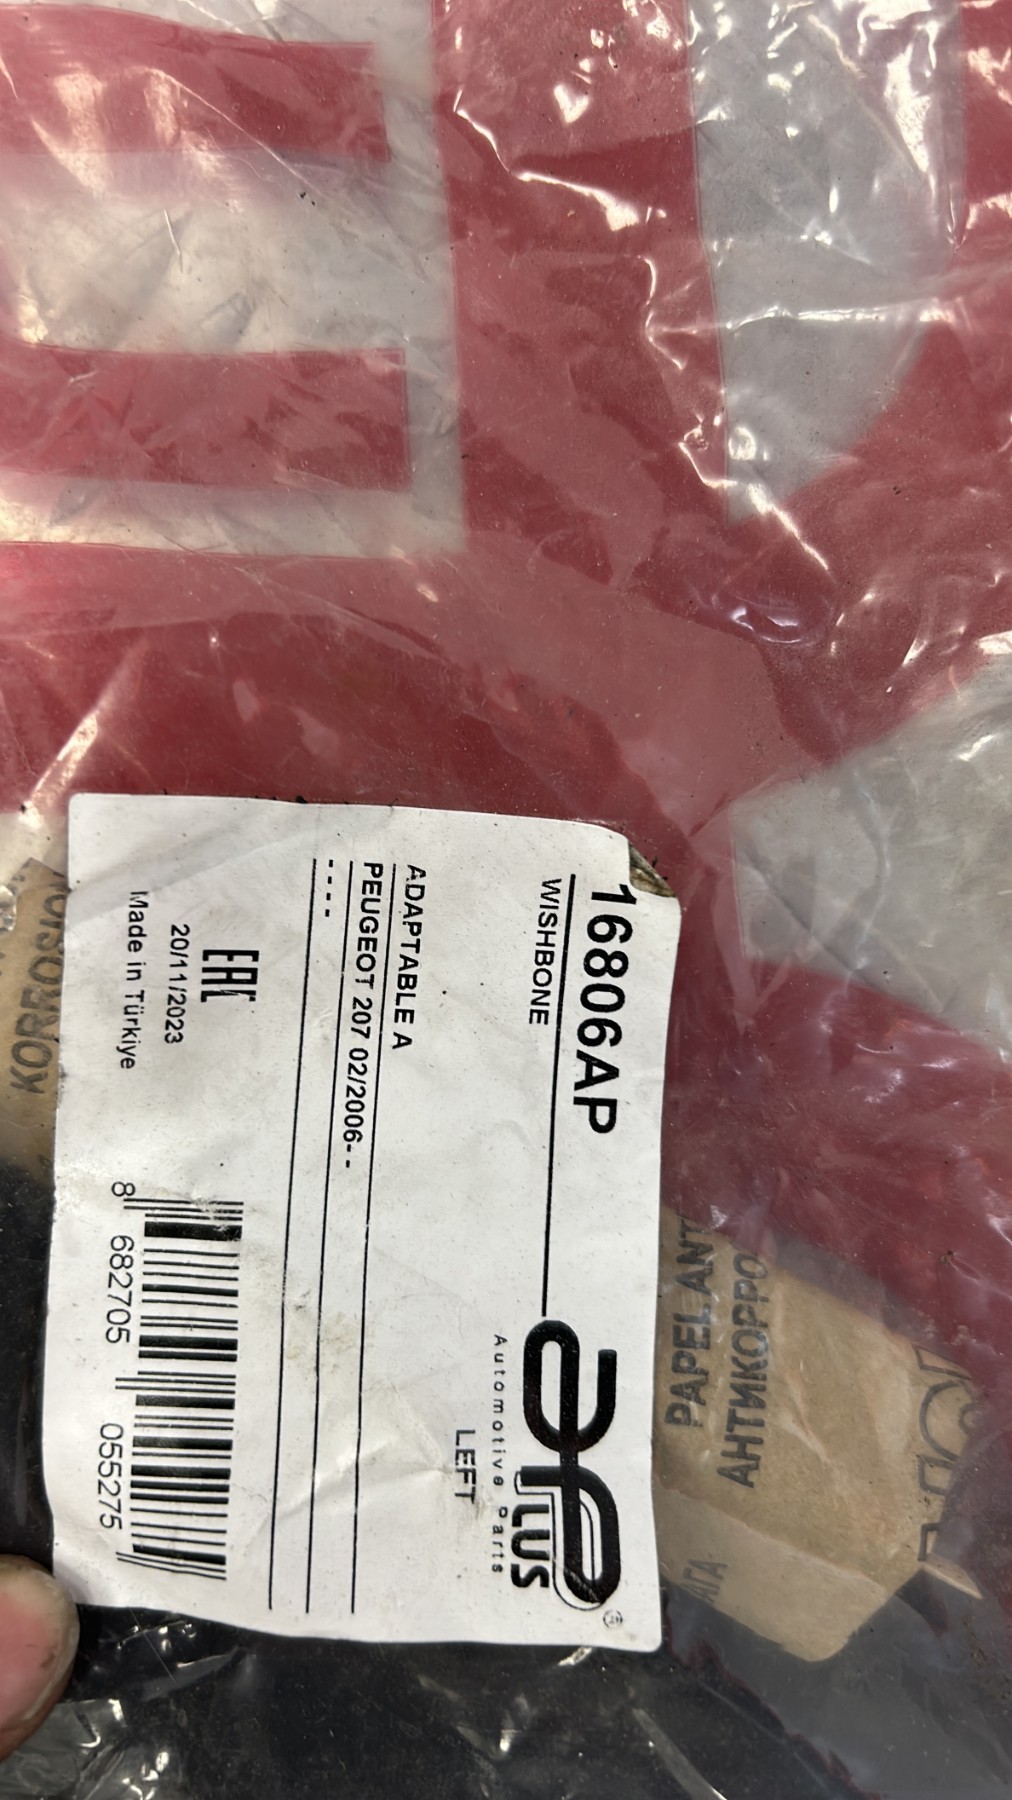 16806AP
WISHBONE
PLUS
Automotive Parts
LEFT
ADAPTABLE A
PEUGEOT 207 02/2006--
----
EAC
20/11/2023
Made in Türkiye
8 682705 055275
PAPEL ANT
АНТИКОРРО